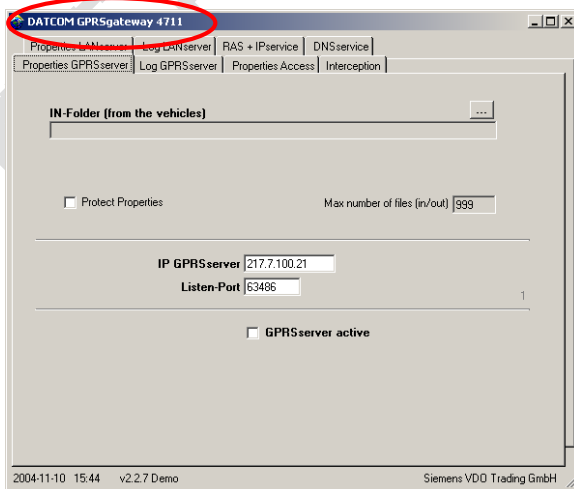 DATCOM GPRSgateway 4711
Properties LANserver Log LANserver RAS + IPservice DNSservice
Properties GPRSserver Log GPRSserver Properties Access Interception
IN-Folder (from the vehicles)
...
Protect Properties Max number of files (in/out) 999
IP GPRSserver 217.7.100.21
Listen-Port 63486
1
GPRSserver active
2004-11-10 15:44 v2.2.7 Demo Siemens VDO Trading GmbH